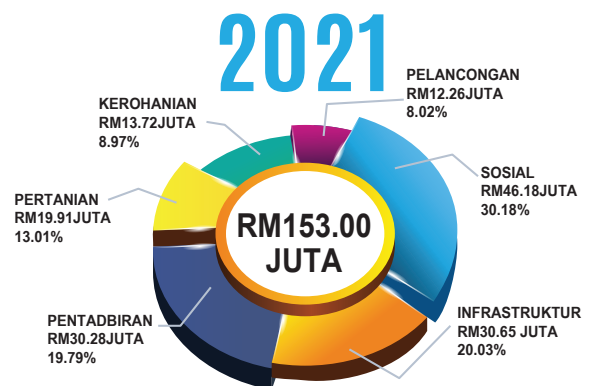 2021
PELANCONGAN
RM12.26JUTA
8.02%
KEROHANIAN
RM13.72JUTA
8.97%
SOSIAL
RM46.18JUTA
30.18%
PERTANIAN
RM19.91JUTA
13.01%
RM153.00
JUTA
INFRASTRUKTUR
RM30.65 JUTA
20.03%
PENTADBIRAN
RM30.28JUTA
19.79%